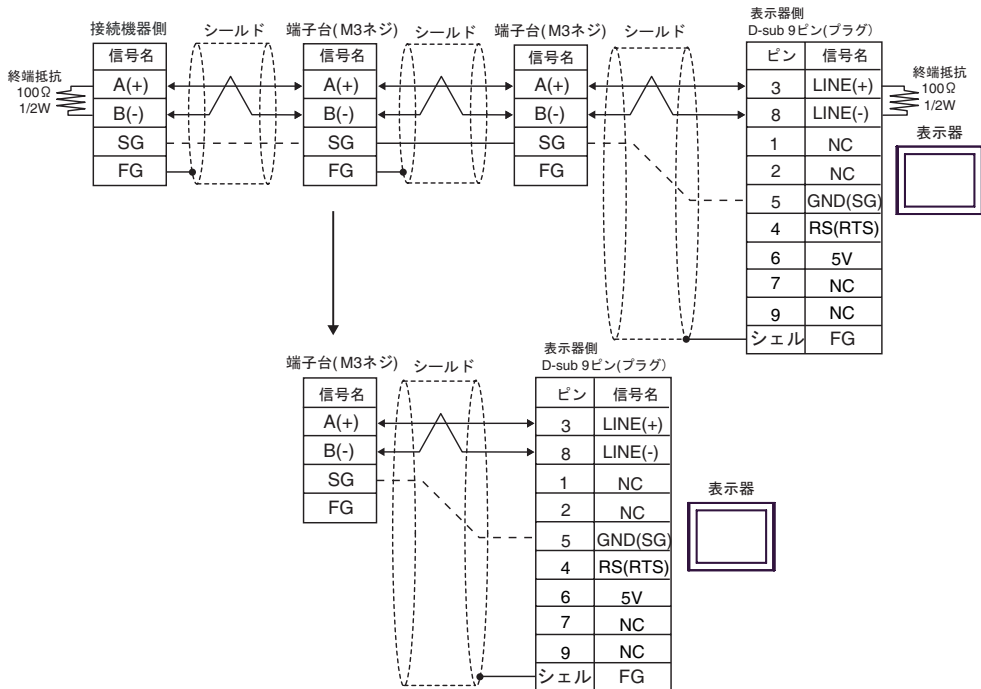 接続機器側
シールド
端子台(M3ネジ)
シールド
端子台(M3ネジ)
シールド
表示器側
D-sub 9ピン(プラグ)
終端抵抗
100Ω
1/2W
信号名
A(+)
B(-)
SG
FG
信号名
A(+)
B(-)
SG
FG
信号名
A(+)
B(-)
SG
FG
ピン 信号名
3 LINE(+)
8 LINE(-)
1 NC
2 NC
5 GND(SG)
4 RS(RTS)
6 5V
7 NC
9 NC
シェル FG
終端抵抗
100Ω
1/2W
表示器
端子台(M3ネジ)
シールド
表示器側
D-sub 9ピン(プラグ)
信号名
A(+)
B(-)
SG
FG
ピン 信号名
3 LINE(+)
8 LINE(-)
1 NC
2 NC
5 GND(SG)
4 RS(RTS)
6 5V
7 NC
9 NC
シェル FG
表示器